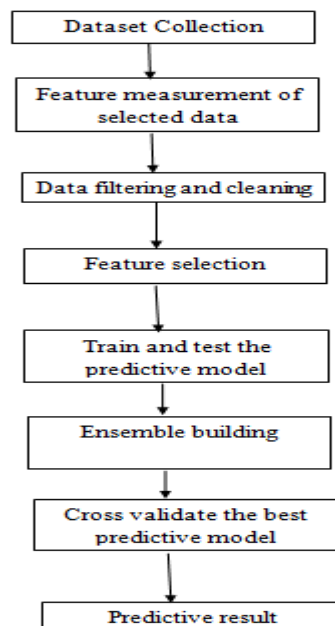 Dataset Collection
Feature measurement of
selected data
Data filtering and cleaning
Feature selection
Train and test the
predictive model
Ensemble building
Cross validate the best
predictive model
Predictive result